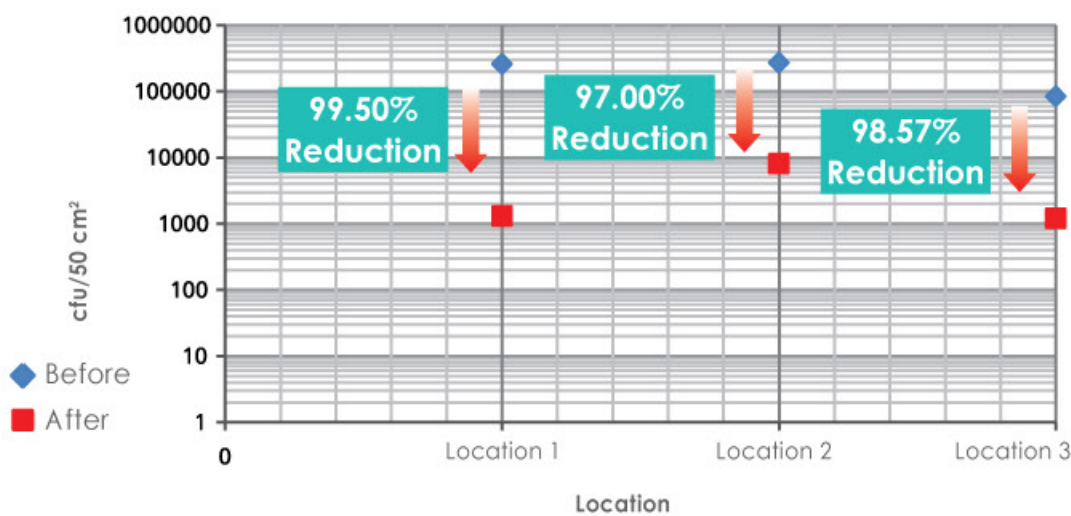 1000000
100000
10000
1000
100
10
1
cfu/50 cm²
99.50%
Reduction
97.00%
Reduction
98.57%
Reduction
Before
After
0
Location 1
Location 2
Location 3
Location